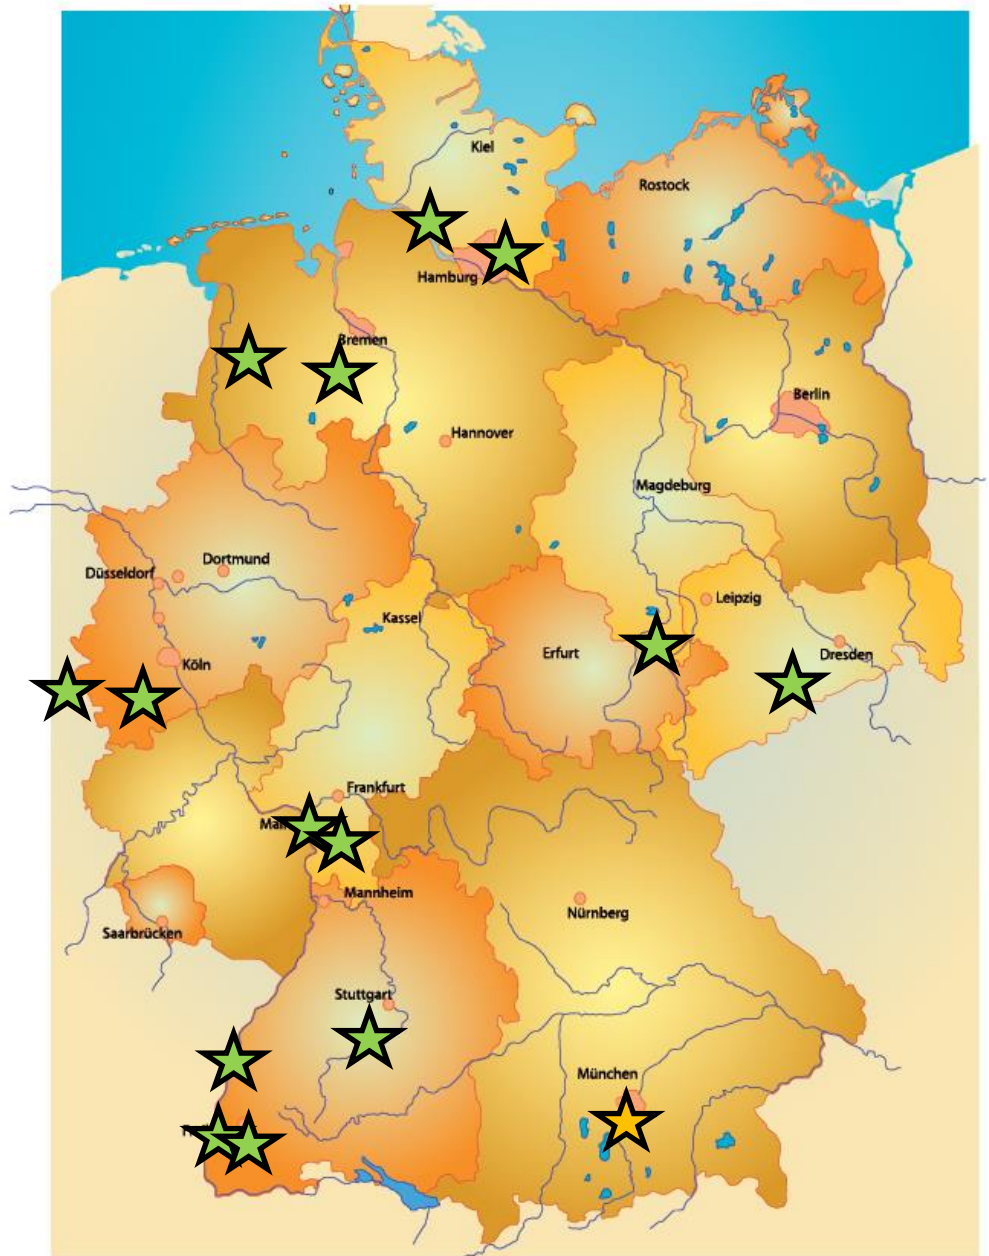 Kiel
Rostock
Hamburg
Bremen
Berlin
Hannover
Magdeburg
Dortmund
Düsseldorf
Leipzig
Kassel
Erfurt
Dresden
Köln
Frankfurt
Mannheim
Nürnberg
Saarbrücken
Stuttgart
München